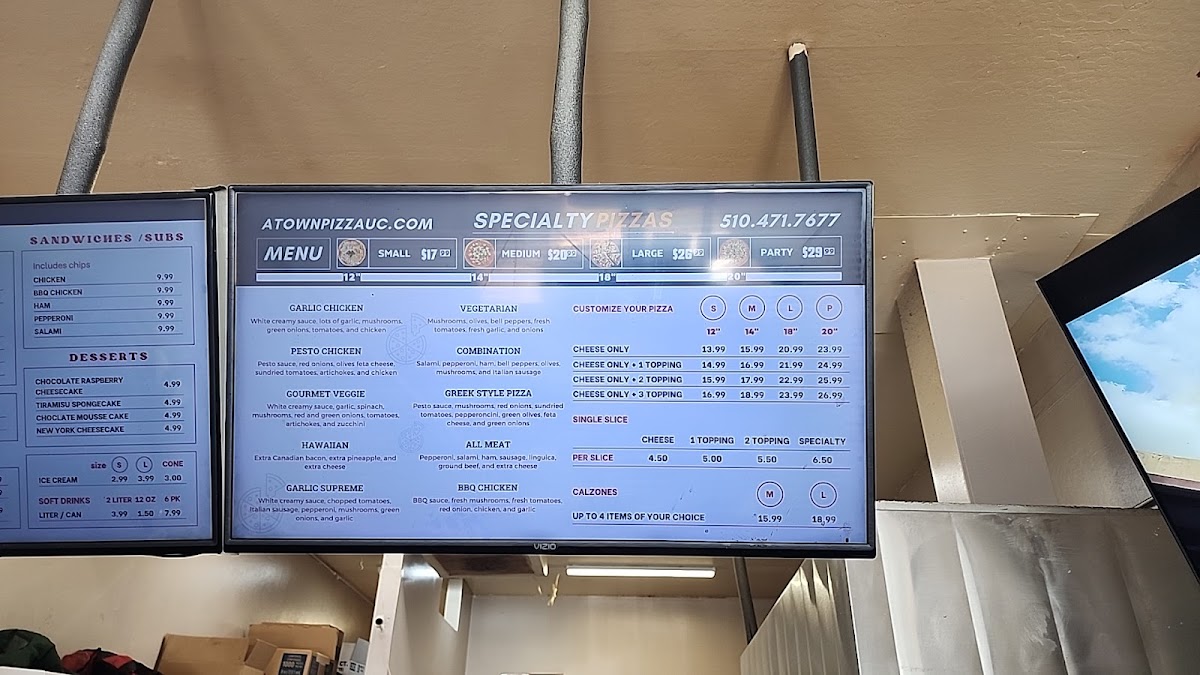 SANDWICHES /SUBS
Includes chips
CHICKEN 9.99
BBQ CHICKEN 9.99
HAM 9.99
PEPPERONI 9.99
SALAMI 9.99
DESSERTS
CHOCOLATE RASPBERRY
CHEESECAKE 4.99
TIRAMISU SPONGECAKE 4.99
CHOCLATE MOUSSE CAKE 4.99
NEW YORK CHEESECAKE 4.99
size S L CONE
ICE CREAM 2.99 3.99 3.00
SOFT DRINKS 2 LITER 12 OZ 6 PK
LITER / CAN 3.99 1.50 7.99
ATOWNPIZZAUC.COM SPECIALTY PIZZAS 510.471.7677
MENU SMALL $17.99 MEDIUM $20.99 LARGE $26.99 PARTY $29.99
12" 14" 18" 20"
GARLIC CHICKEN
White creamy sauce, lots of garlic, mushrooms,
green onions, tomatoes, and chicken
PESTO CHICKEN
Pesto sauce, red onions, olives feta cheese,
sundried tomatoes, artichokes, and chicken
GOURMET VEGGIE
White creamy sauce, garlic, spinach,
mushrooms, red and green onions, tomatoes,
artichokes, and zucchini
HAWAIIAN
Extra Canadian bacon, extra pineapple, and
extra cheese
GARLIC SUPREME
White creamy sauce, chopped tomatoes,
Italian sausage, pepperoni, mushrooms, green
onions, and garlic
VEGETARIAN
Mushrooms, olives, bell peppers, fresh
tomatoes, fresh garlic, and onions
COMBINATION
Salami, pepperoni, ham, bell peppers, olives,
mushrooms, and Italian sausage
GREEK STYLE PIZZA
Pesto sauce, mushrooms, red onions, sundried
tomatoes, pepperoncini, green olives, feta
cheese, and green onions
ALL MEAT
Pepperoni, salami, ham, sausage, linguica,
ground beef, and extra cheese
BBQ CHICKEN
BBQ sauce, fresh mushrooms, fresh tomatoes,
red onion, chicken, and garlic
CUSTOMIZE YOUR PIZZA S M L P
12" 14" 18" 20"
CHEESE ONLY 13.99 15.99 20.99 23.99
CHEESE ONLY + 1 TOPPING 14.99 16.99 21.99 24.99
CHEESE ONLY + 2 TOPPING 15.99 17.99 22.99 25.99
CHEESE ONLY + 3 TOPPING 16.99 18.99 23.99 26.99
SINGLE SLICE
CHEESE 1 TOPPING 2 TOPPING SPECIALTY
PER SLICE 4.50 5.00 5.50 6.50
CALZONES M L
UP TO 4 ITEMS OF YOUR CHOICE 15.99 18.99
VIZIO